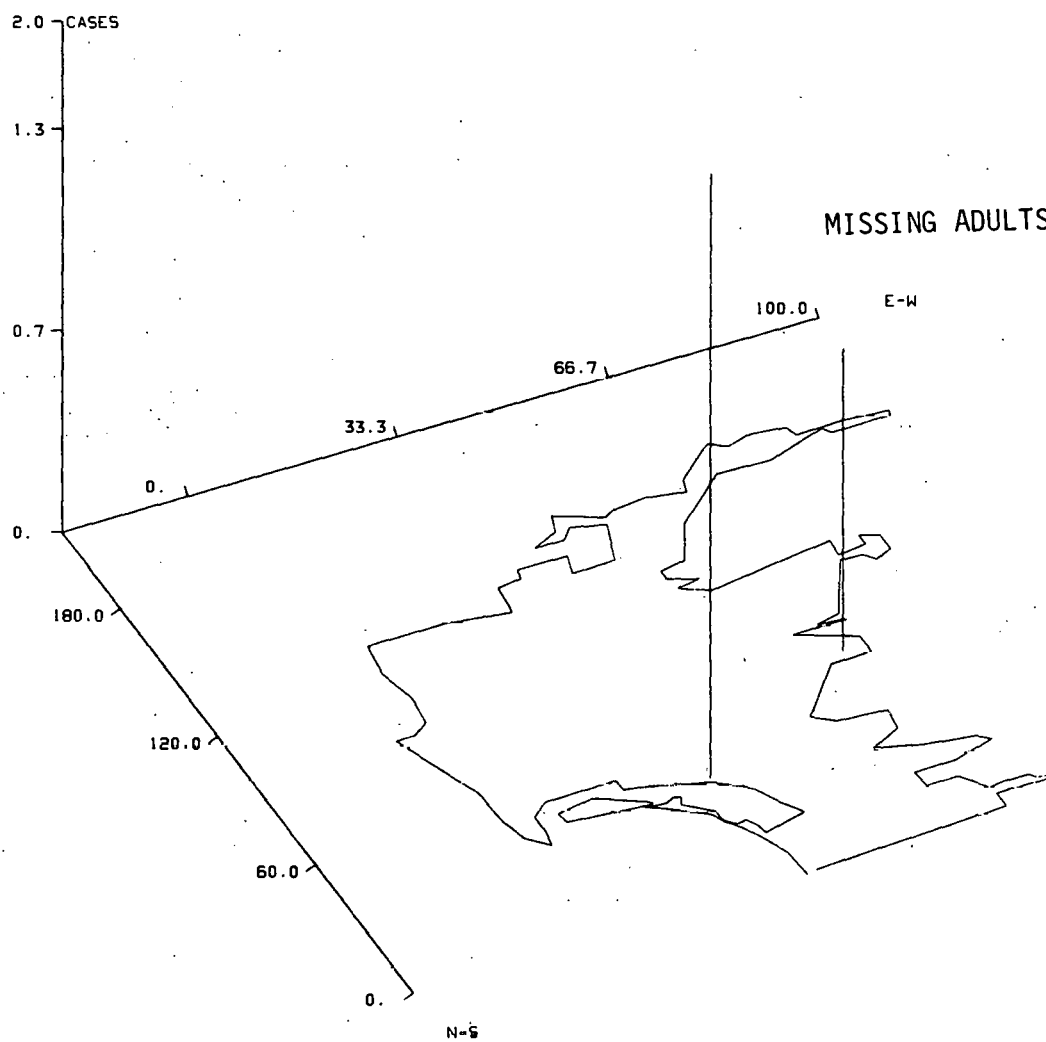 2.0 CASES
1.3
MISSING ADULTS
E-W
100.0
0.7
66.7
33.3
0.
0.
180.0
120.0
60.0
0.
N-S